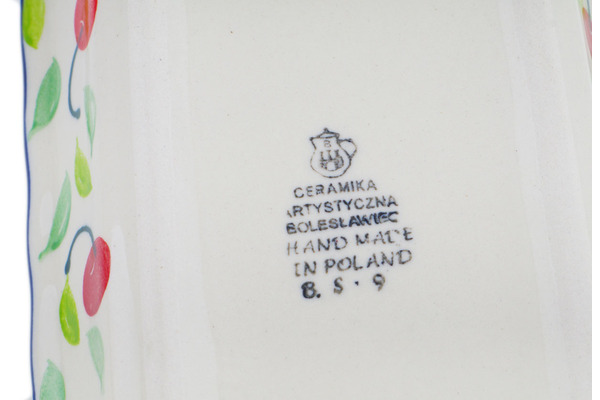 B
CERAMIKA
ARTYSTYCZNA
BOLESŁAWIEC
HAND MADE
IN POLAND
B. S · 9